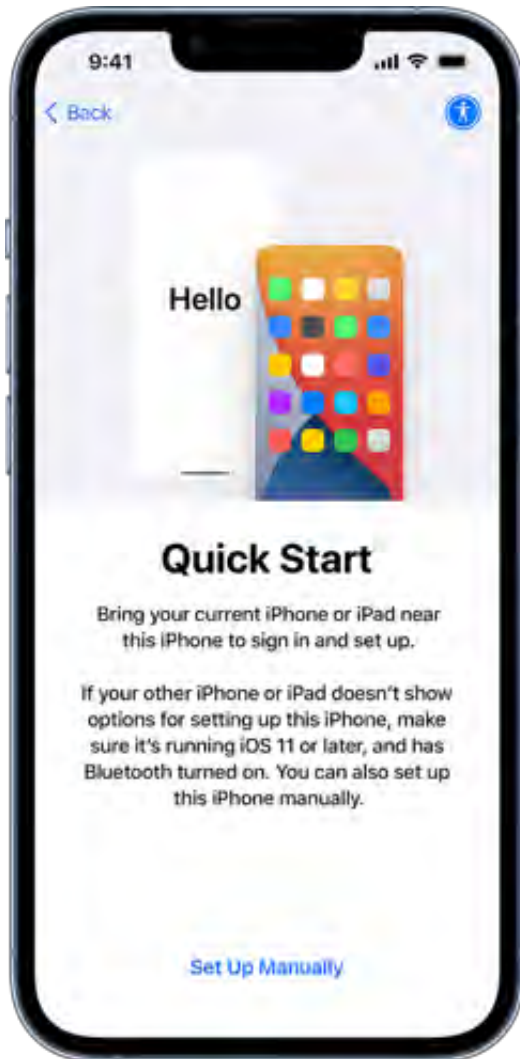 9:41
Back
Hello
Quick Start
Bring your current iPhone or iPad near
this iPhone to sign in and set up.
If your other iPhone or iPad doesn't show
options for setting up this iPhone, make
sure it's running iOS 11 or later, and has
Bluetooth turned on. You can also set up
this iPhone manually.
Set Up Manually